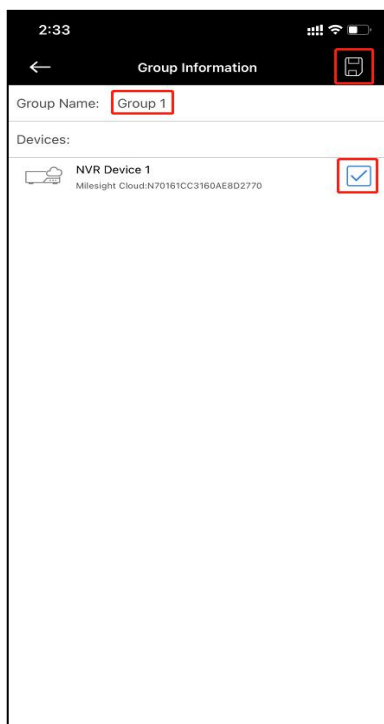 2:33
Group Information
Group Name: Group 1
Devices:
NVR Device 1
Milesight Cloud:N70161CC3160AE8D2770